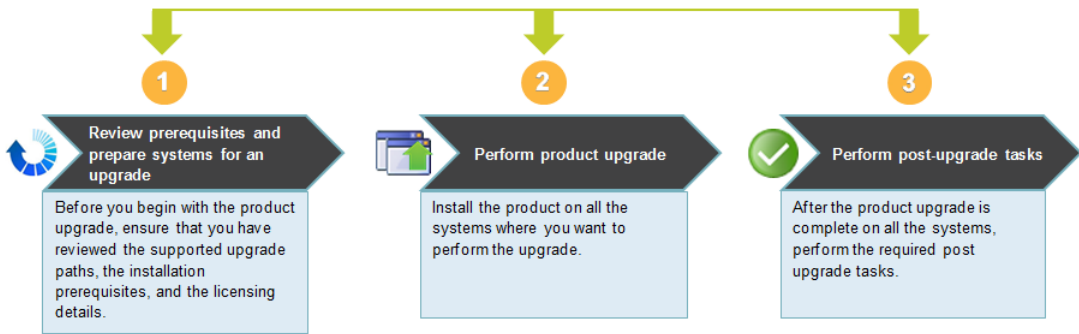 1
Review prerequisites and
prepare systems for an
upgrade
Before you begin with the product
upgrade, ensure that you have
reviewed the supported upgrade
paths, the installation
prerequisites, and the licensing
details.
2
Perform product upgrade
Install the product on all the
systems where you want to
perform the upgrade.
3
Perform post-upgrade tasks
After the product upgrade is
complete on all the systems,
perform the required post
upgrade tasks.